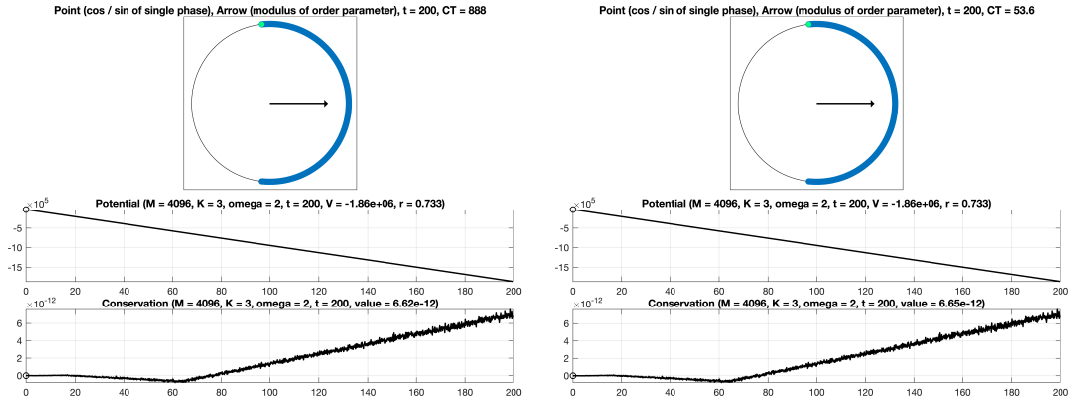 Point (cos / sin of single phase), Arrow (modulus of order parameter), t = 200, CT = 888
Potential (M = 4096, K = 3, omega = 2, t = 200, V = -1.86e+06, r = 0.733)
×10^5
-5
-10
-15
0 20 40 60 80 100 120 140 160 180 200
Conservation (M = 4096, K = 3, omega = 2, t = 200, value = 6.62e-12)
×10^-12
6
4
2
0
0 20 40 60 80 100 120 140 160 180 200
Point (cos / sin of single phase), Arrow (modulus of order parameter), t = 200, CT = 53.6
Potential (M = 4096, K = 3, omega = 2, t = 200, V = -1.86e+06, r = 0.733)
×10^5
-5
-10
-15
0 20 40 60 80 100 120 140 160 180 200
Conservation (M = 4096, K = 3, omega = 2, t = 200, value = 6.65e-12)
×10^-12
6
4
2
0
0 20 40 60 80 100 120 140 160 180 200